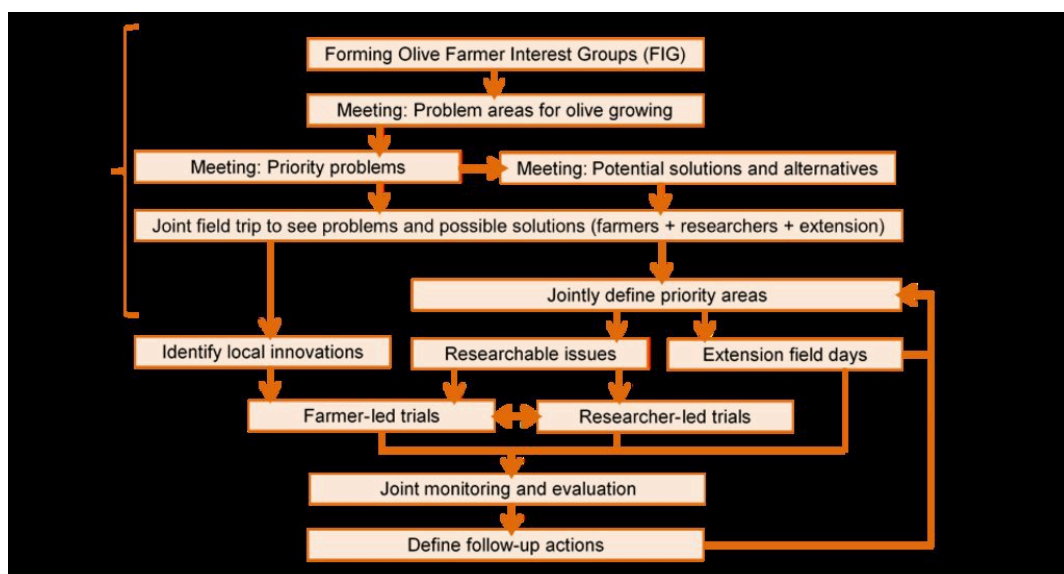 Forming Olive Farmer Interest Groups (FIG)
Meeting: Problem areas for olive growing
Meeting: Priority problems
Meeting: Potential solutions and alternatives
Joint field trip to see problems and possible solutions (farmers + researchers + extension)
Jointly define priority areas
Identify local innovations
Researchable issues
Extension field days
Farmer-led trials
Researcher-led trials
Joint monitoring and evaluation
Define follow-up actions